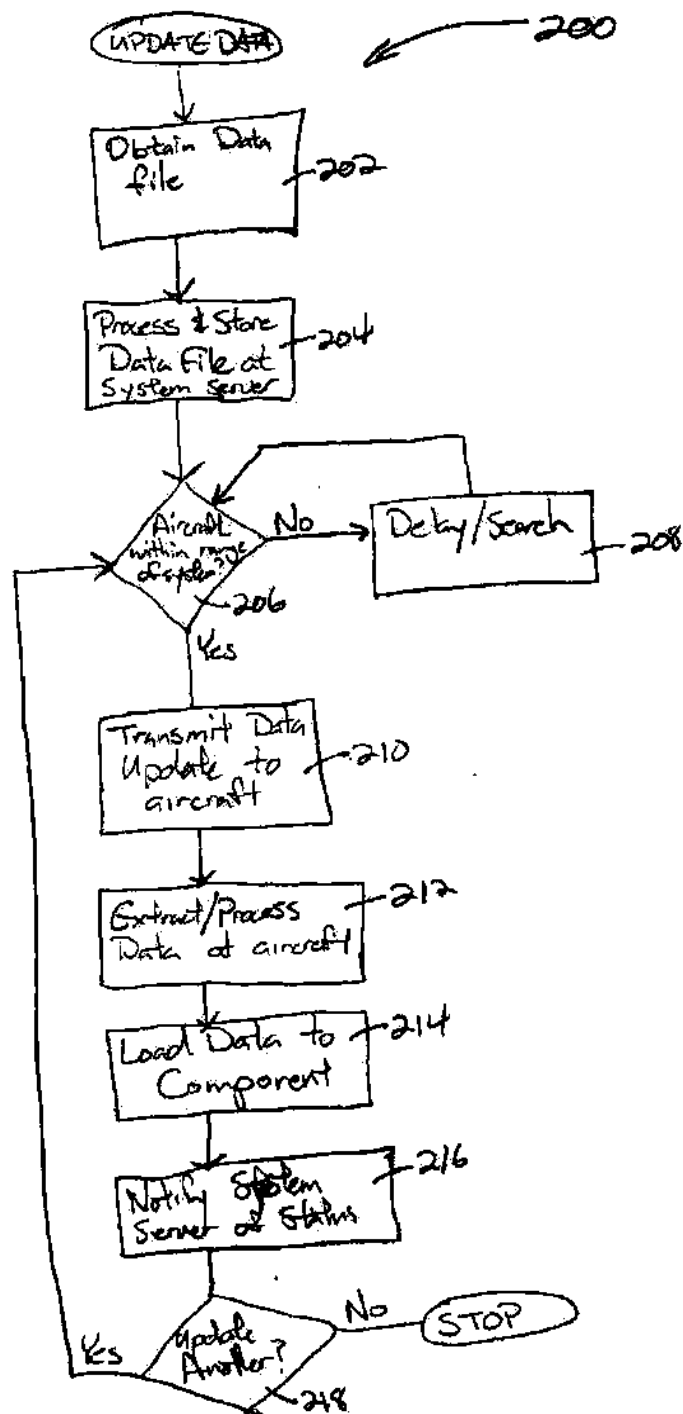 UPDATE DATA
200
Obtain Data
file
202
Process & Store
Data File at
System Server
204
Aircraft
within range
of system?
206
No
Delay/Search
208
Yes
Transmit Data
Update to
aircraft
210
Extract/Process
Data at aircraft
212
Load Data to
Component
214
Notify System
Server of Status
216
Update
Another?
218
No
STOP
Yes